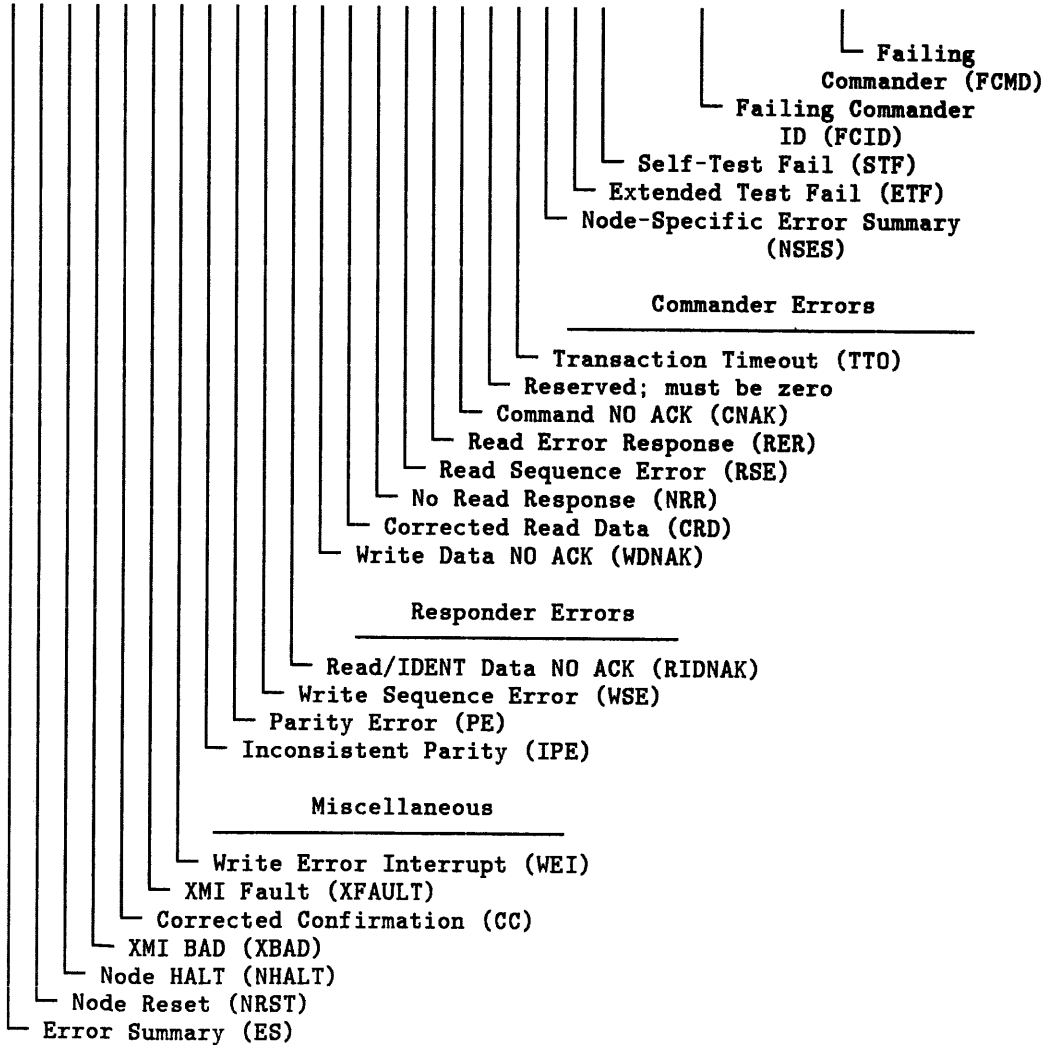 Failing
Commander (FCMD)
Failing Commander
ID (FCID)
Self-Test Fail (STF)
Extended Test Fail (ETF)
Node-Specific Error Summary
(NSES)
Commander Errors
Transaction Timeout (TTO)
Reserved; must be zero
Command NO ACK (CNAK)
Read Error Response (RER)
Read Sequence Error (RSE)
No Read Response (NRR)
Corrected Read Data (CRD)
Write Data NO ACK (WDNAK)
Responder Errors
Read/IDENT Data NO ACK (RIDNAK)
Write Sequence Error (WSE)
Parity Error (PE)
Inconsistent Parity (IPE)
Miscellaneous
Write Error Interrupt (WEI)
XMI Fault (XFAULT)
Corrected Confirmation (CC)
XMI BAD (XBAD)
Node HALT (NHALT)
Node Reset (NRST)
Error Summary (ES)